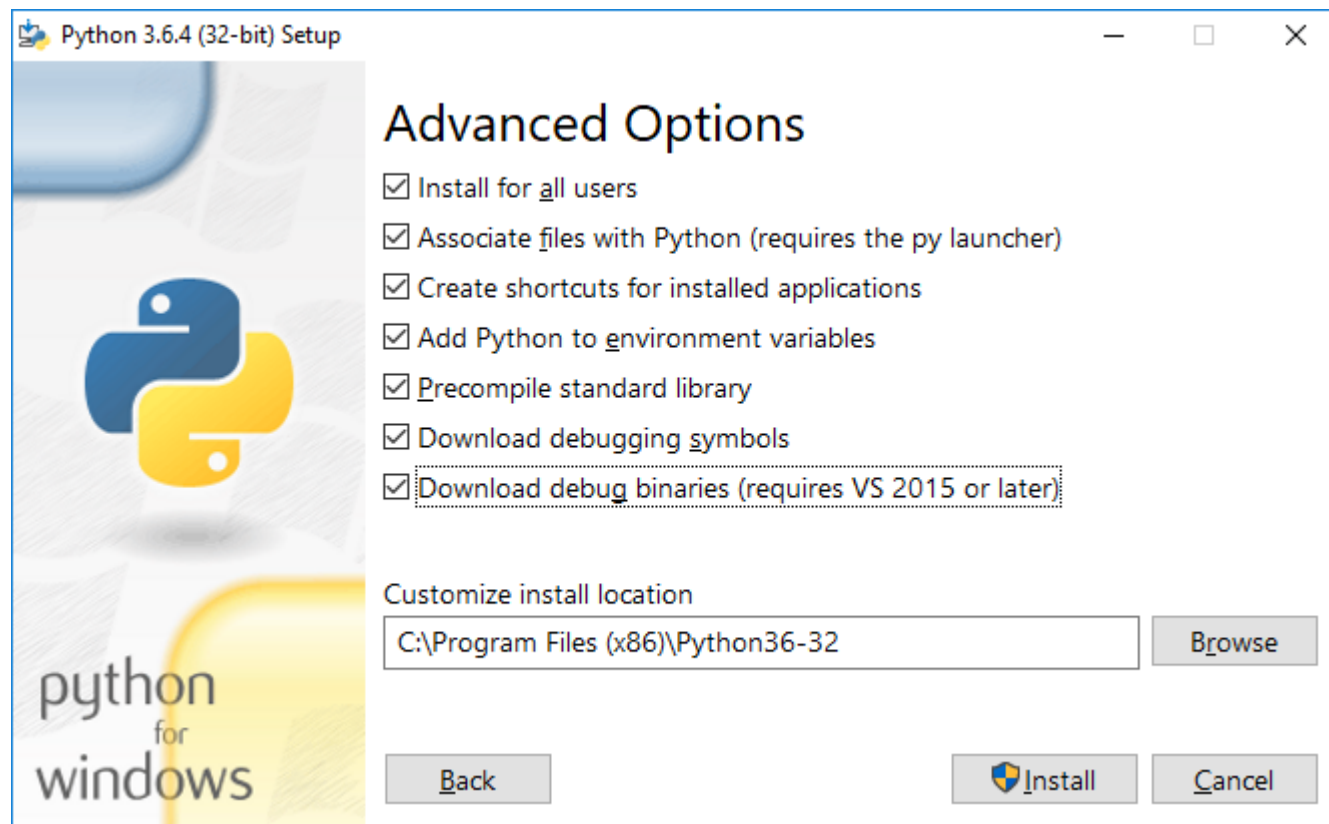 Python 3.6.4 (32-bit) Setup
Advanced Options
Install for all users
Associate files with Python (requires the py launcher)
Create shortcuts for installed applications
Add Python to environment variables
Precompile standard library
Download debugging symbols
Download debug binaries (requires VS 2015 or later)
Customize install location
C:\Program Files (x86)\Python36-32
Browse
python
for
windows
Back
Install
Cancel